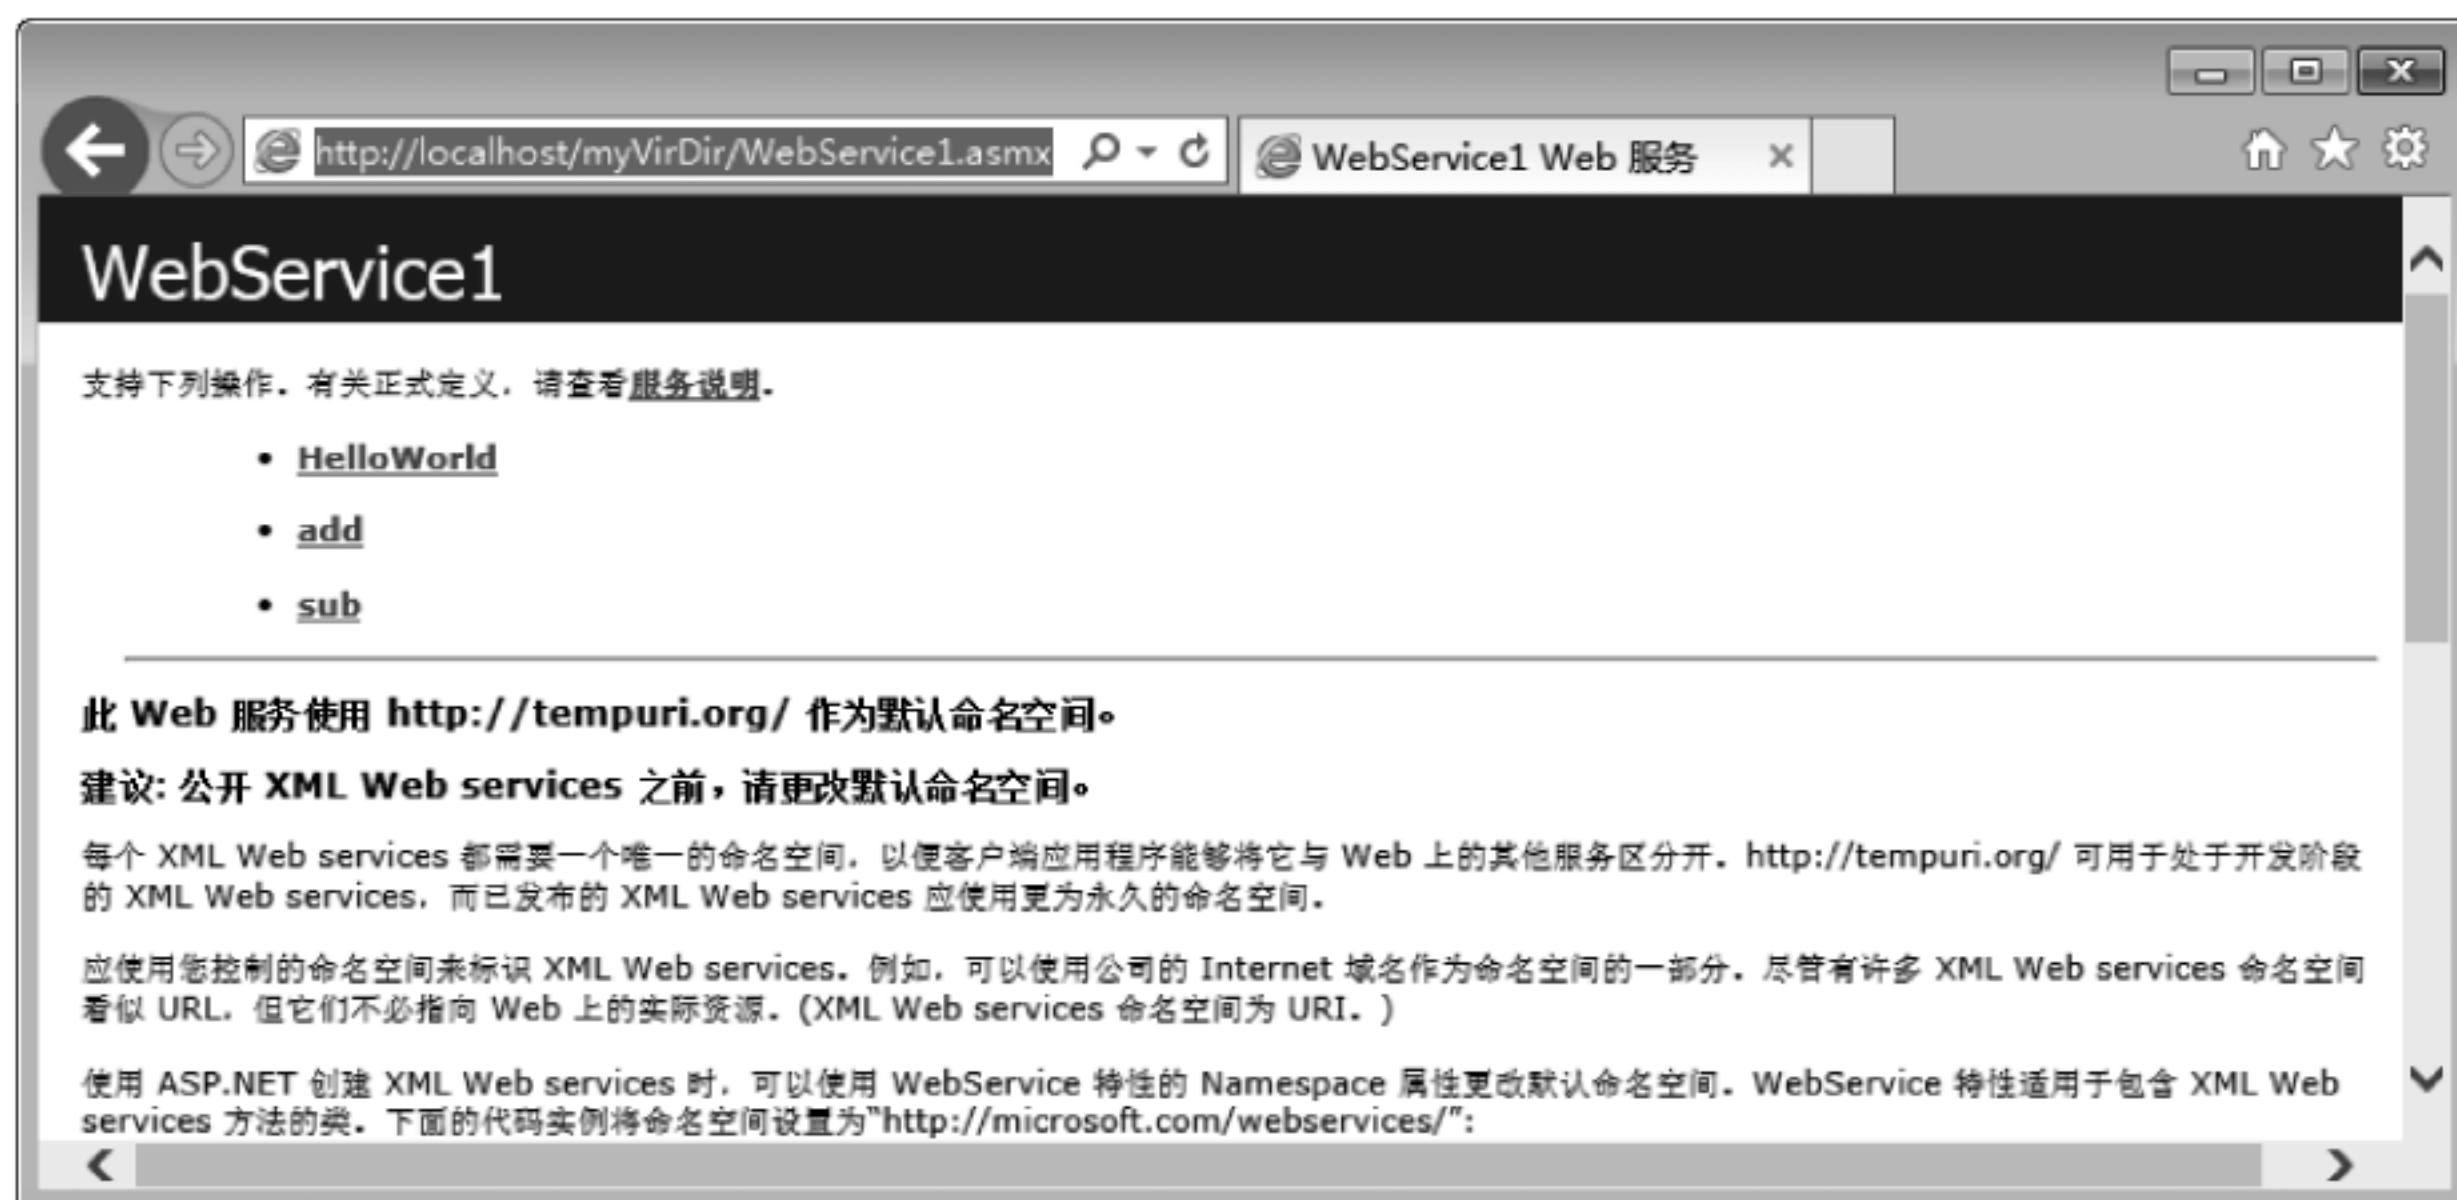 http://localhost/myVirDir/WebService1.asmx
WebService1 Web 服务
WebService1
支持下列操作。有关正式定义，请查看服务说明。
• HelloWorld
• add
• sub
此 Web 服务使用 http://tempuri.org/ 作为默认命名空间。
建议: 公开 XML Web services 之前，请更改默认命名空间。
每个 XML Web services 都需要一个唯一的命名空间，以便客户端应用程序能够将它与 Web 上的其他服务区分开。http://tempuri.org/ 可用于处于开发阶段
的 XML Web services，而已发布的 XML Web services 应使用更为永久的命名空间。
应使用您控制的命名空间来标识 XML Web services。例如，可以使用公司的 Internet 域名作为命名空间的一部分。尽管有许多 XML Web services 命名空间
看似 URL，但它们不必指向 Web 上的实际资源。(XML Web services 命名空间为 URI。)
使用 ASP.NET 创建 XML Web services 时，可以使用 WebService 特性的 Namespace 属性更改默认命名空间。WebService 特性适用于包含 XML Web
services 方法的类。下面的代码实例将命名空间设置为“http://microsoft.com/webservices/”: